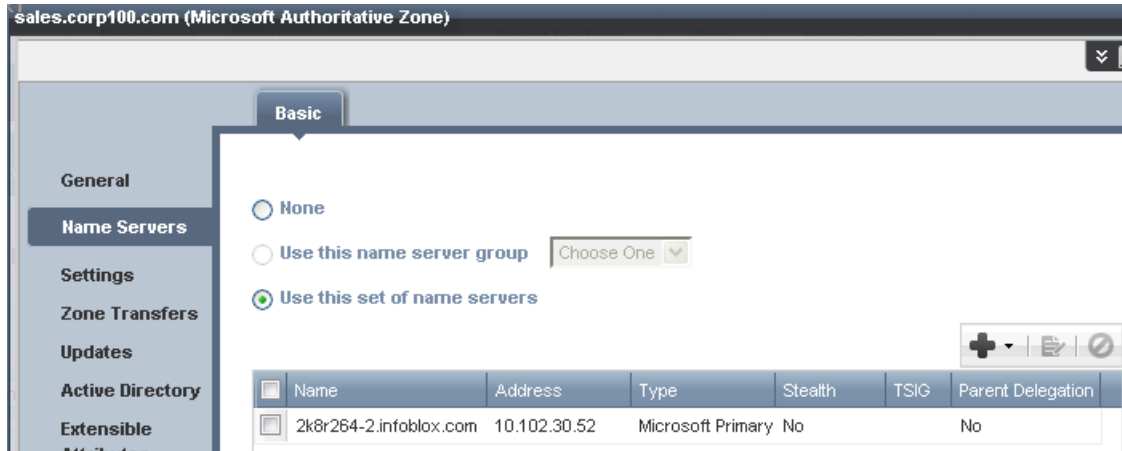 sales.corp100.com (Microsoft Authoritative Zone)
Basic
General
Name Servers
Settings
Zone Transfers
Updates
Active Directory
Extensible
None
Use this name server group Choose One
Use this set of name servers
Name Address Type Stealth TSIG Parent Delegation
2k8r264-2.infoblox.com 10.102.30.52 Microsoft Primary No No